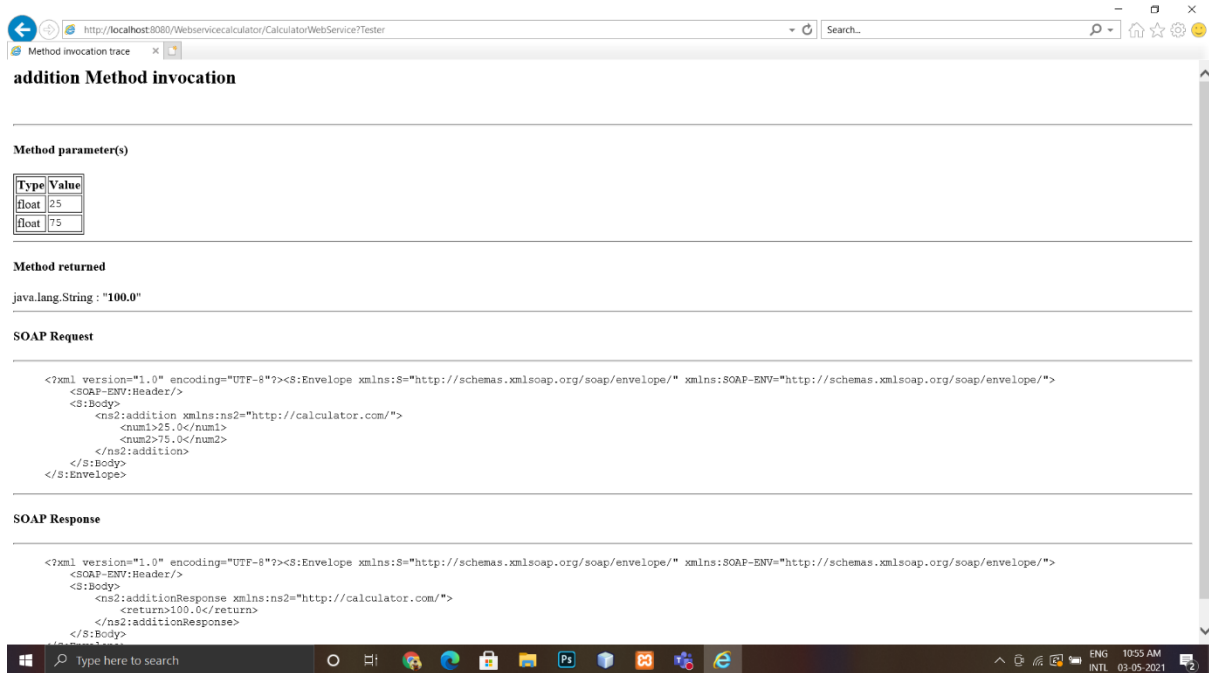 http://localhost:8080/Webservicecalculator/CalculatorWebService?Tester
Search...
Method invocation trace
addition Method invocation
Method parameter(s)
Type Value
float 25
float 75
Method returned
java.lang.String : "100.0"
SOAP Request
<?xml version="1.0" encoding="UTF-8"?><S:Envelope xmlns:S="http://schemas.xmlsoap.org/soap/envelope/" xmlns:SOAP-ENV="http://schemas.xmlsoap.org/soap/envelope/">
<SOAP-ENV:Header/>
<S:Body>
<ns2:addition xmlns:ns2="http://calculator.com/">
<num1>25.0</num1>
<num2>75.0</num2>
</ns2:addition>
</S:Body>
</S:Envelope>
SOAP Response
<?xml version="1.0" encoding="UTF-8"?><S:Envelope xmlns:S="http://schemas.xmlsoap.org/soap/envelope/" xmlns:SOAP-ENV="http://schemas.xmlsoap.org/soap/envelope/">
<SOAP-ENV:Header/>
<S:Body>
<ns2:additionResponse xmlns:ns2="http://calculator.com/">
<return>100.0</return>
</ns2:additionResponse>
</S:Body>
Type here to search
Ps
ENG 10:55 AM
INTL 03-05-2021
2